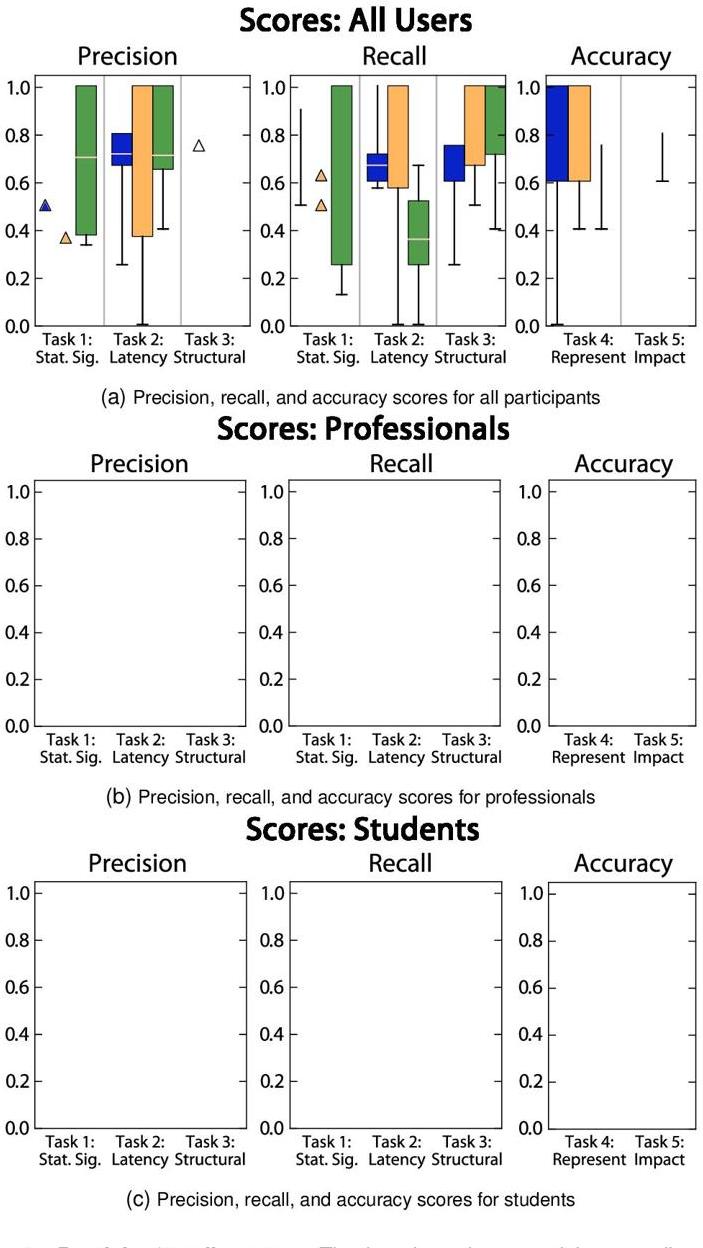 Scores: All Users
Precision Recall Accuracy
1.0 1.0 1.0
0.8 0.8 0.8
0.6 0.6 0.6
0.4 0.4 0.4
0.2 0.2 0.2
0.0 0.0 0.0
Task 1: Task 2: Task 3: Task 1: Task 2: Task 3: Task 4: Task 5:
Stat. Sig. Latency Structural Stat. Sig. Latency Structural Represent Impact
(a) Precision, recall, and accuracy scores for all participants
Scores: Professionals
Precision Recall Accuracy
1.0 1.0 1.0
0.8 0.8 0.8
0.6 0.6 0.6
0.4 0.4 0.4
0.2 0.2 0.2
0.0 0.0 0.0
Task 1: Task 2: Task 3: Task 1: Task 2: Task 3: Task 4: Task 5:
Stat. Sig. Latency Structural Stat. Sig. Latency Structural Represent Impact
(b) Precision, recall, and accuracy scores for professionals
Scores: Students
Precision Recall Accuracy
1.0 1.0 1.0
0.8 0.8 0.8
0.6 0.6 0.6
0.4 0.4 0.4
0.2 0.2 0.2
0.0 0.0 0.0
Task 1: Task 2: Task 3: Task 1: Task 2: Task 3: Task 4: Task 5:
Stat. Sig. Latency Structural Stat. Sig. Latency Structural Represent Impact
(c) Precision, recall, and accuracy scores for students